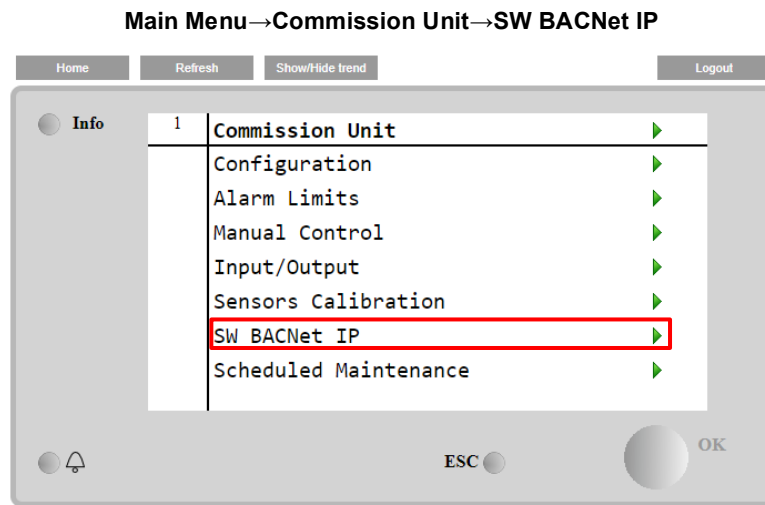 Main Menu→Commission Unit→SW BACNet IP
Home Refresh Show/Hide trend Logout
Info 1 Commission Unit
Configuration
Alarm Limits
Manual Control
Input/Output
Sensors Calibration
SW BACNet IP
Scheduled Maintenance
ESC OK